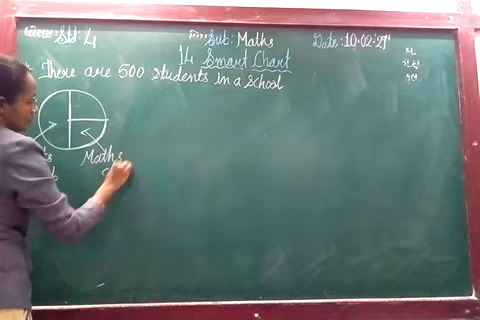 Std: 4
Sub: Maths
Date: 10:02:21
14 Smart Chart
There are 500 students in a School
Maths